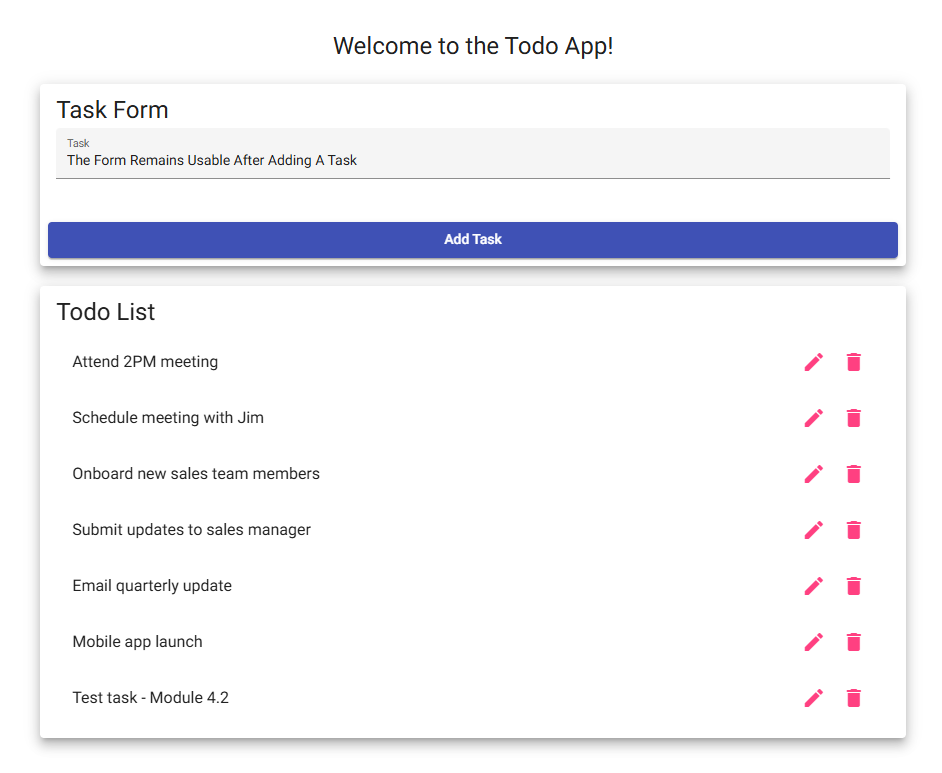 Welcome to the Todo App!
Task Form
Task
The Form Remains Usable After Adding A Task
Add Task
Todo List
Attend 2PM meeting
Schedule meeting with Jim
Onboard new sales team members
Submit updates to sales manager
Email quarterly update
Mobile app launch
Test task - Module 4.2